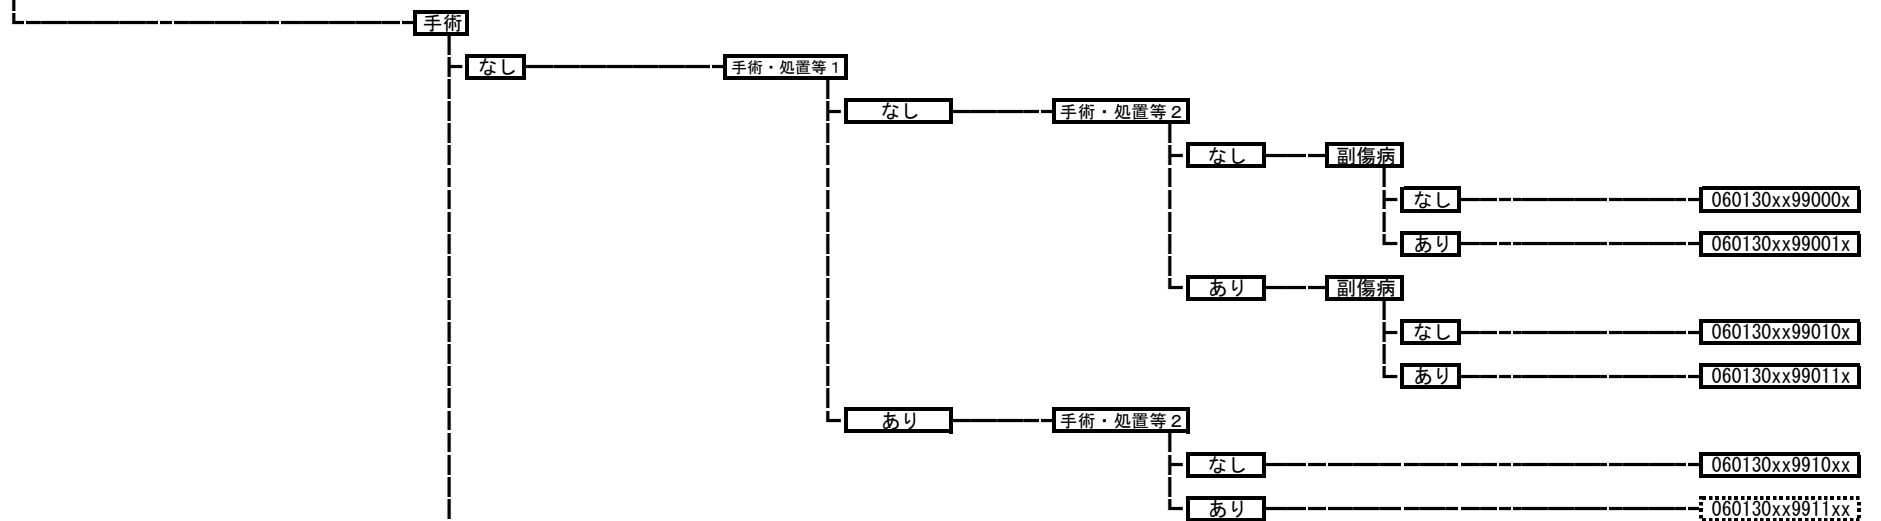 手術
なし 手術・処置等1
なし 手術・処置等2
なし 副傷病
なし 060130xx99000x
あり 060130xx99001x
あり 副傷病
なし 060130xx99010x
あり 060130xx99011x
あり 手術・処置等2
なし 060130xx9910xx
あり 060130xx9911xx